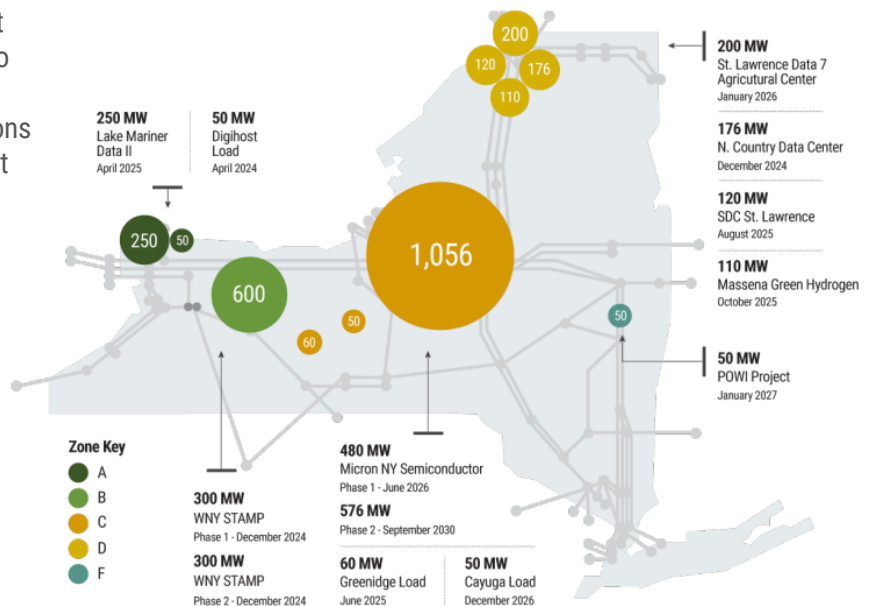 t
o
ons
t
250 MW
Lake Mariner
Data II
April 2025
50 MW
Digihost
Load
April 2024
200
120
176
110
250
50
600
1,056
50
60
50
200 MW
St. Lawrence Data 7
Agricutural Center
January 2026
176 MW
N. Country Data Center
December 2024
120 MW
SDC St. Lawrence
August 2025
110 MW
Massena Green Hydrogen
October 2025
50 MW
POWI Project
January 2027
Zone Key
A
B
C
D
F
300 MW
WNY STAMP
Phase 1 - December 2024
300 MW
WNY STAMP
Phase 2 - December 2024
480 MW
Micron NY Semiconductor
Phase 1 - June 2026
576 MW
Phase 2 - September 2030
60 MW
Greenidge Load
June 2025
50 MW
Cayuga Load
December 2026